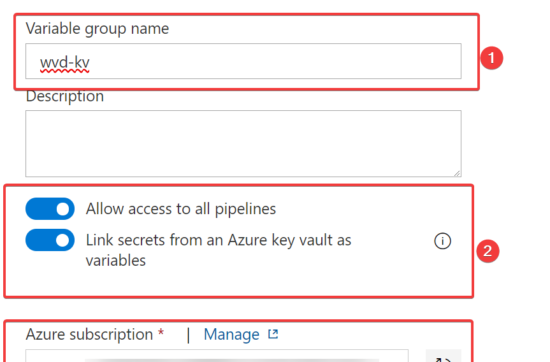 Variable group name
wvd-kv
1
Description
Allow access to all pipelines
Link secrets from an Azure key vault as
variables
2
Azure subscription * | Manage